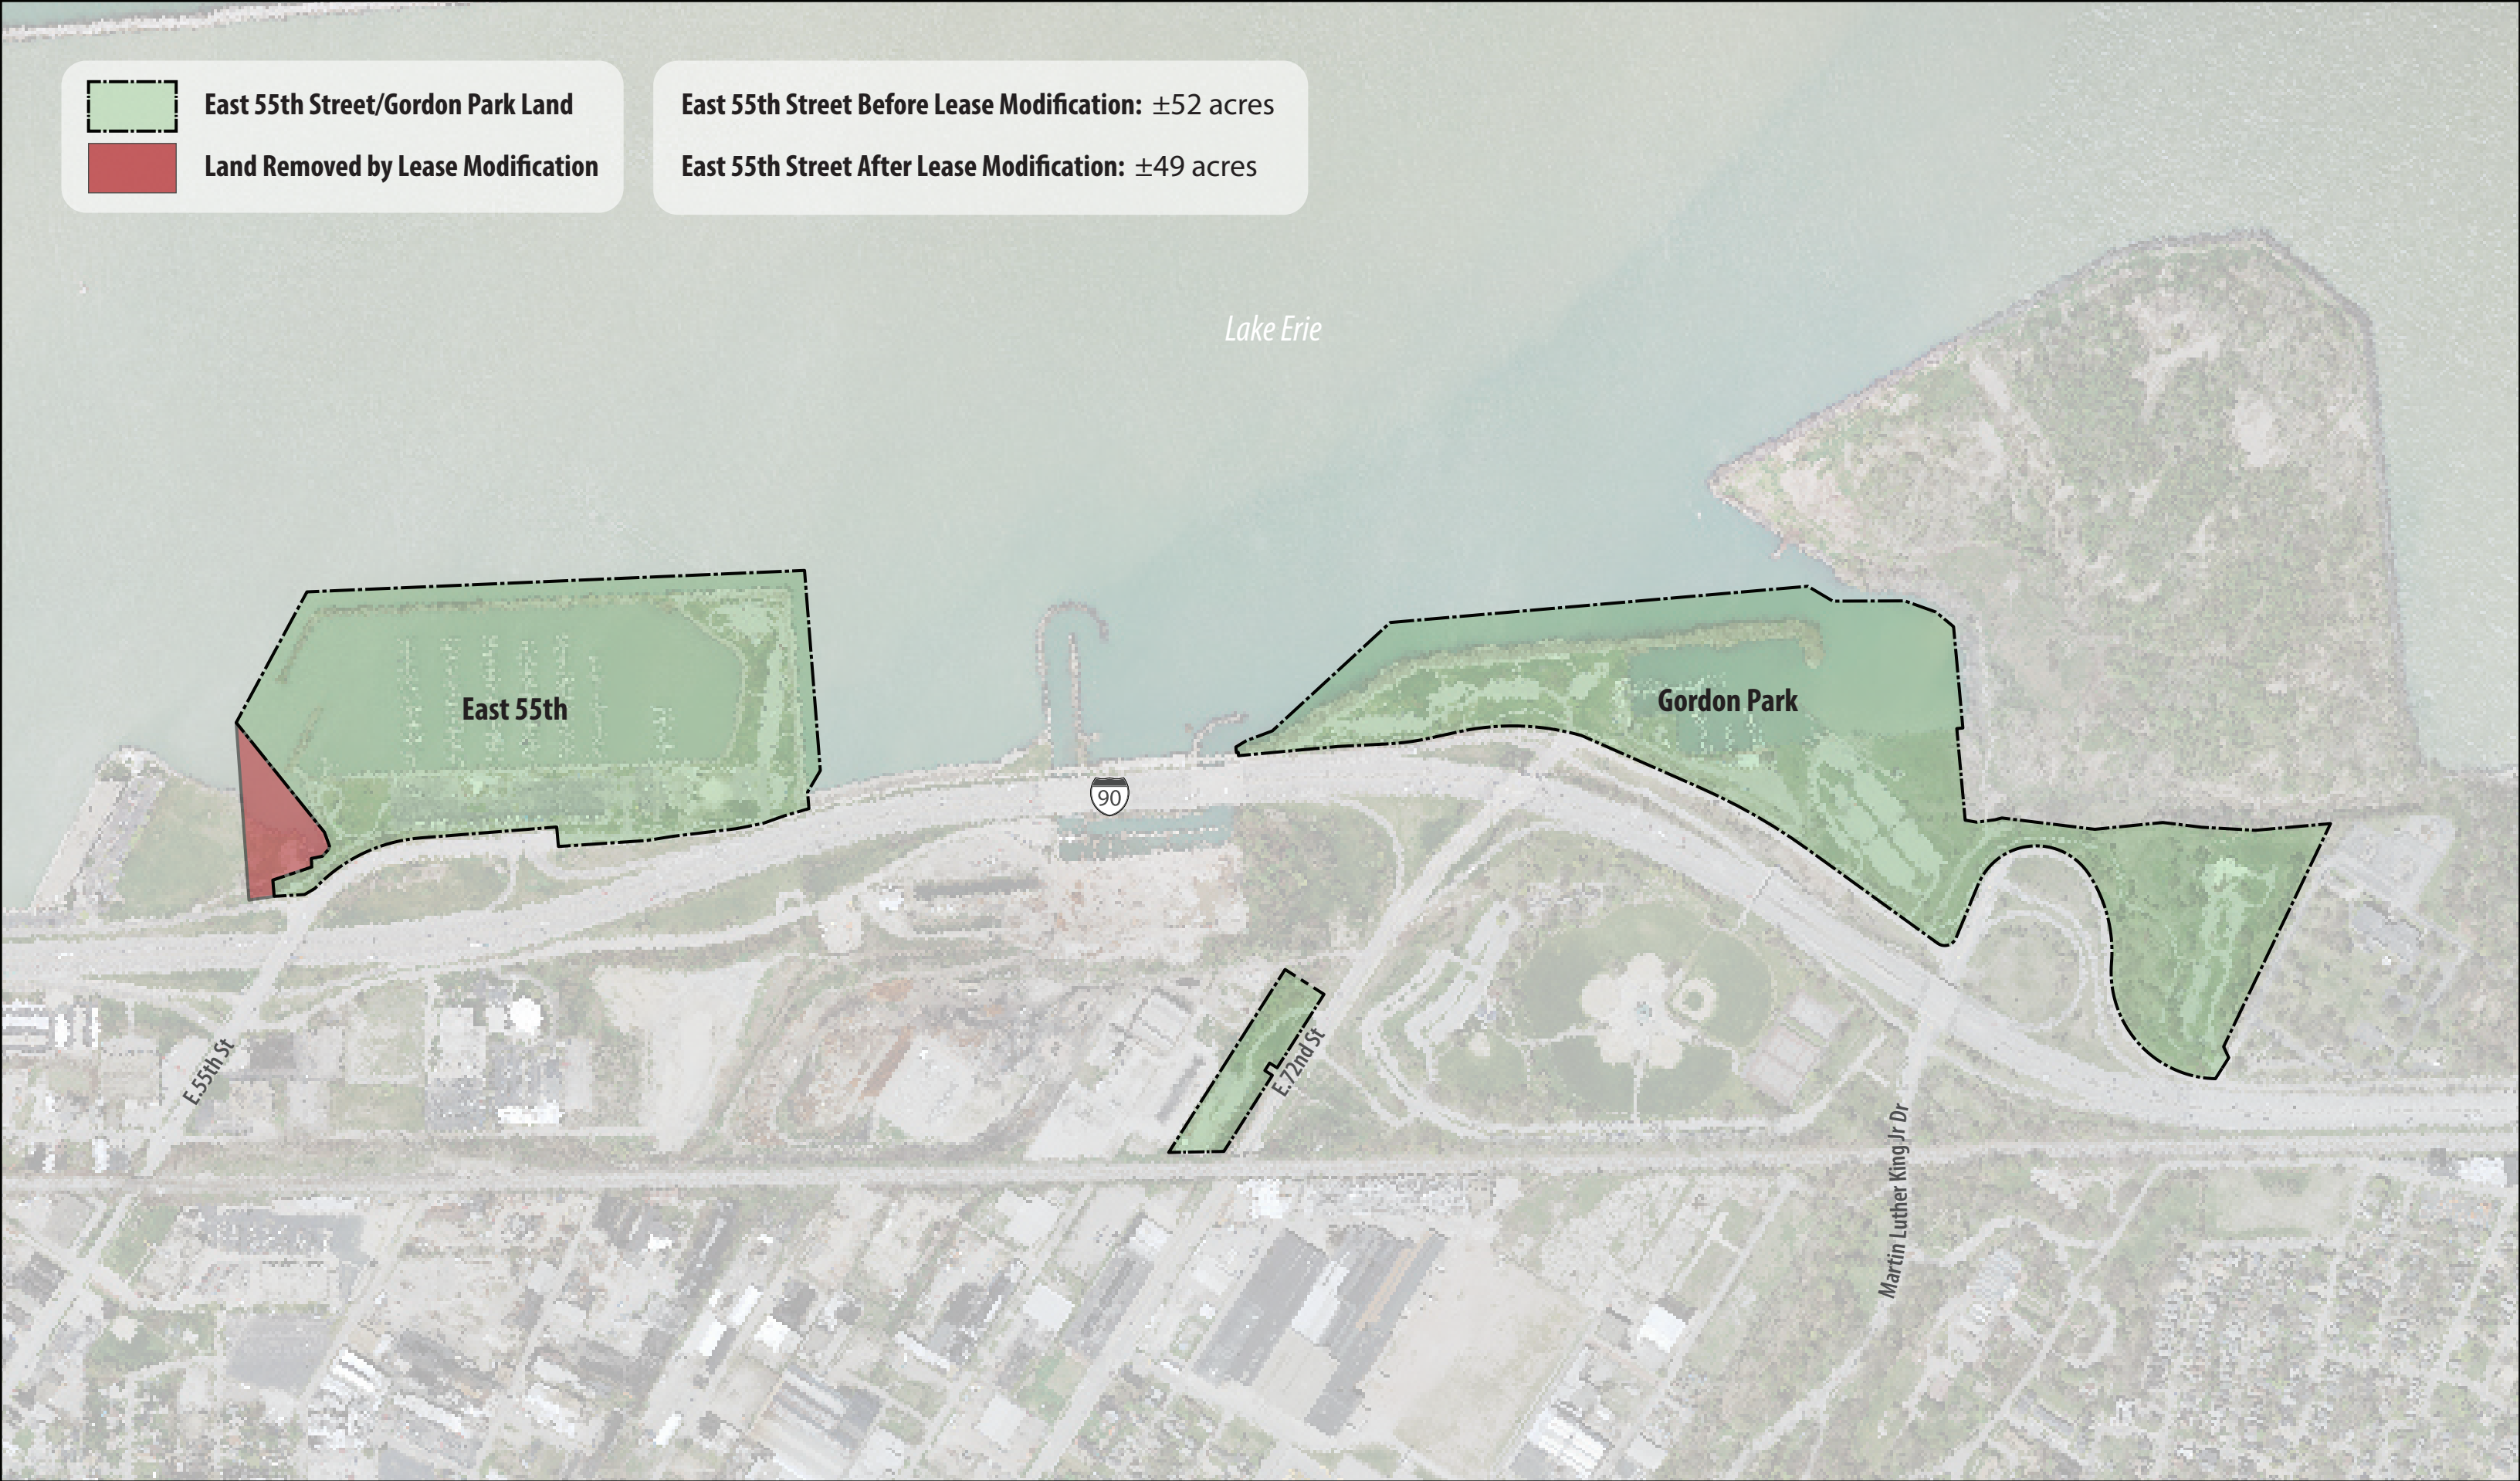 East 55th Street/Gordon Park Land
Land Removed by Lease Modification
East 55th Street Before Lease Modification: ±52 acres
East 55th Street After Lease Modification: ±49 acres
Lake Erie
East 55th
Gordon Park
90
E.55th St
E.72nd St
Martin Luther King Jr Dr